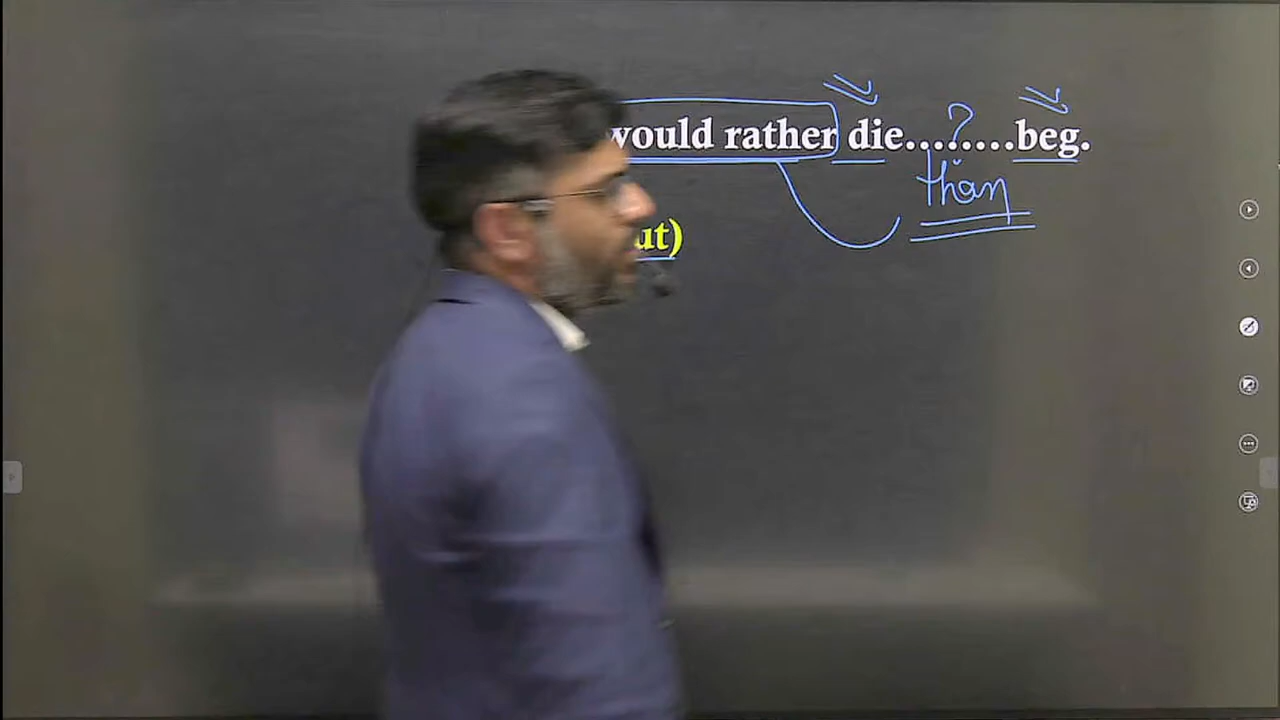 would rather die...?....beg.
than
ut)